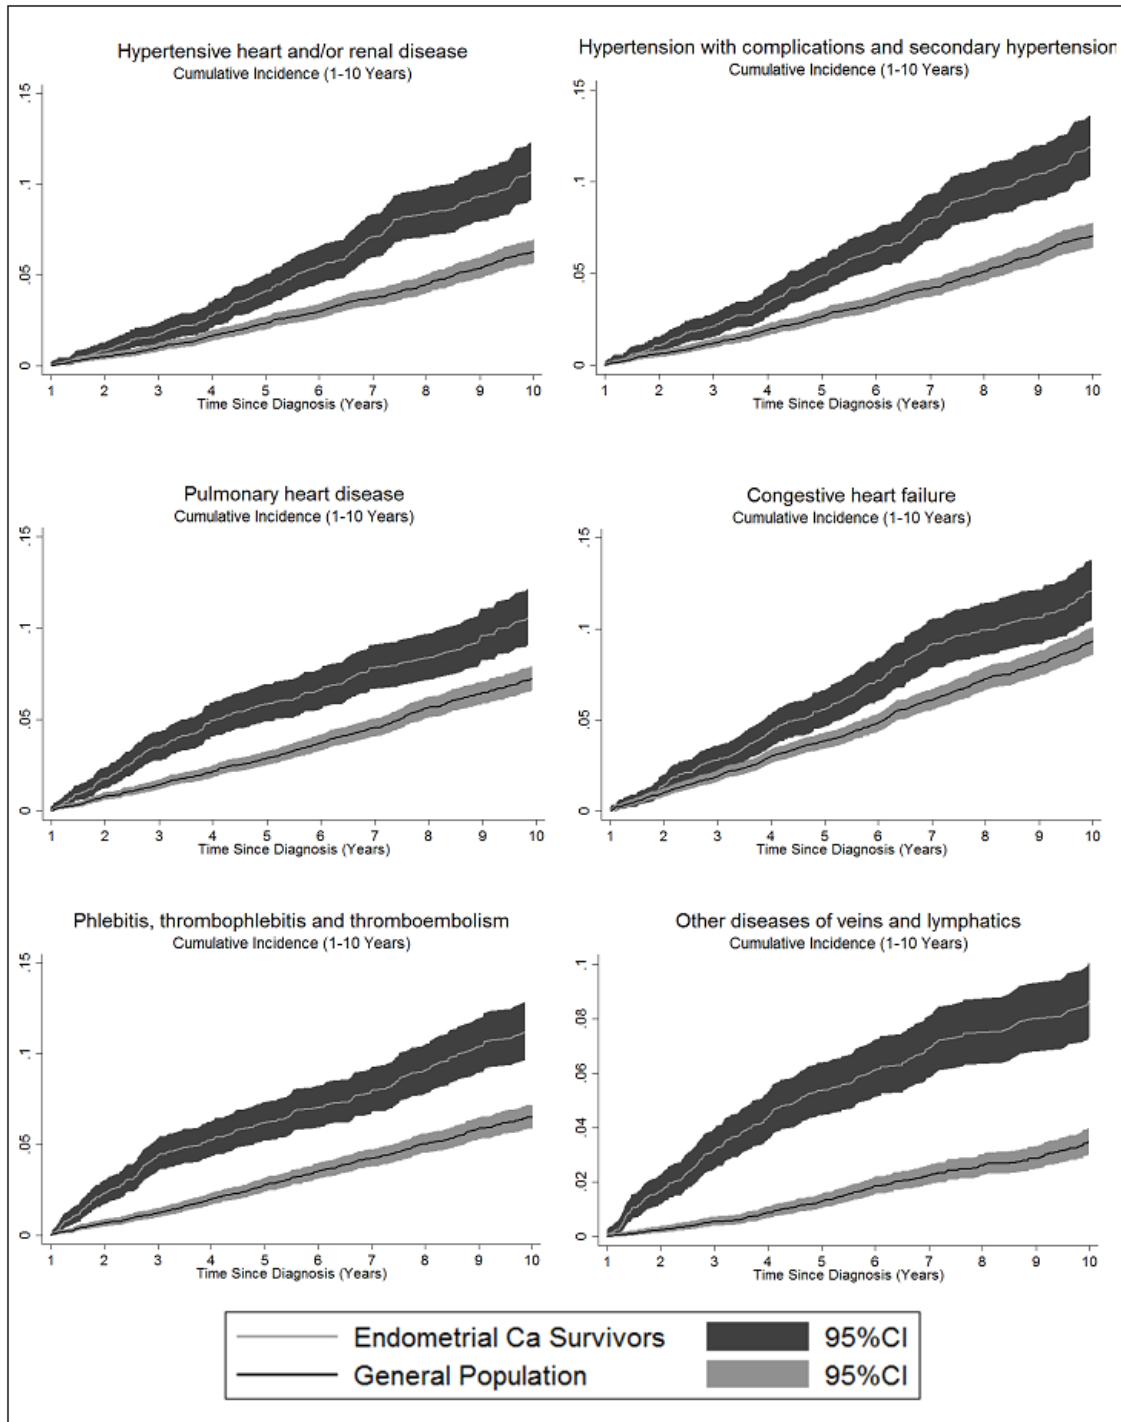 Hypertensive heart and/or renal disease
Cumulative Incidence (1-10 Years)
.15
.1
.05
0
1 2 3 4 5 6 7 8 9 10
Time Since Diagnosis (Years)
Hypertension with complications and secondary hypertension
Cumulative Incidence (1-10 Years)
.15
.1
.05
0
1 2 3 4 5 6 7 8 9 10
Time Since Diagnosis (Years)
Pulmonary heart disease
Cumulative Incidence (1-10 Years)
.15
.1
.05
0
1 2 3 4 5 6 7 8 9 10
Time Since Diagnosis (Years)
Congestive heart failure
Cumulative Incidence (1-10 Years)
.15
.1
.05
0
1 2 3 4 5 6 7 8 9 10
Time Since Diagnosis (Years)
Phlebitis, thrombophlebitis and thromboembolism
Cumulative Incidence (1-10 Years)
.15
.1
.05
0
1 2 3 4 5 6 7 8 9 10
Time Since Diagnosis (Years)
Other diseases of veins and lymphatics
Cumulative Incidence (1-10 Years)
.1
.08
.06
.04
.02
0
1 2 3 4 5 6 7 8 9 10
Time Since Diagnosis (Years)
Endometrial Ca Survivors 95%CI
General Population 95%CI